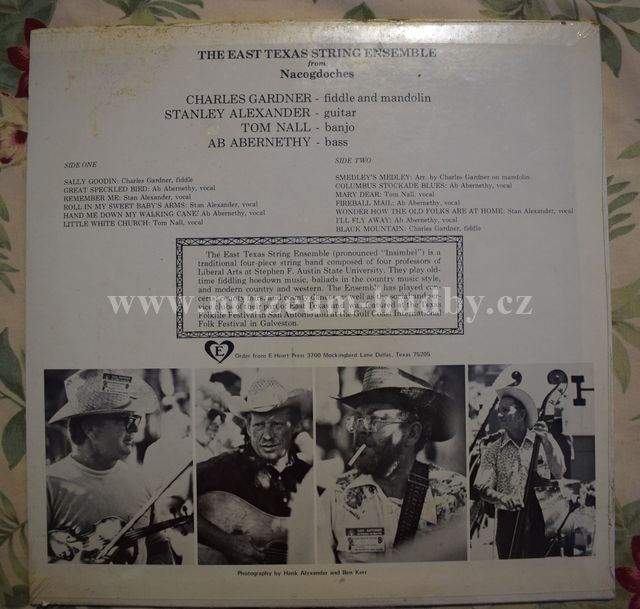 THE EAST TEXAS STRING ENSEMBLE
from
Nacogdoches
CHARLES GARDNER - fiddle and mandolin
STANLEY ALEXANDER - guitar
TOM NALL - banjo
AB ABERNETHY - bass
SIDE ONE
SALLY GOODIN: Charles Gardner, fiddle
GREAT SPECKLED BIRD: Ab Abernethy, vocal
REMEMBER ME: Stan Alexander, vocal
ROLL IN MY SWEET BABY'S ARMS: Stan Alexander, vocal
HAND ME DOWN MY WALKING CANE: Ab Abernethy, vocal
LITTLE WHITE CHURCH: Tom Nall, vocal
SIDE TWO
SMEDLEY'S MEDLEY: Arr. by Charles Gardner on mandolin
COLUMBUS STOCKADE BLUES: Ab Abernethy, vocal
MARY DEAR: Tom Nall, vocal
FIREBALL MAIL: Ab Abernethy, vocal
WONDER HOW THE OLD FOLKS ARE AT HOME: Stan Alexander, vocal
I'LL FLY AWAY: Ab Abernethy, vocal
BLACK MOUNTAIN: Charles Gardner, fiddle
The East Texas String Ensemble (pronounced "Insimbel") is a
traditional four-piece string band composed of four professors of
Liberal Arts at Stephen F. Austin State University. They play old-
time fiddling hoedown music, ballads in the country music style,
and modern country and western. The Ensemble has played for
Folklife Festival in San Antonio and at the Gulf Coast International
Folk Festival in Galveston.
www.muzeum-hudby.cz
E
Order from E Heart Press 3700 Mockingbird Lane Dallas, Texas 75205
Photography by Hank Alexander and Ben Kerr